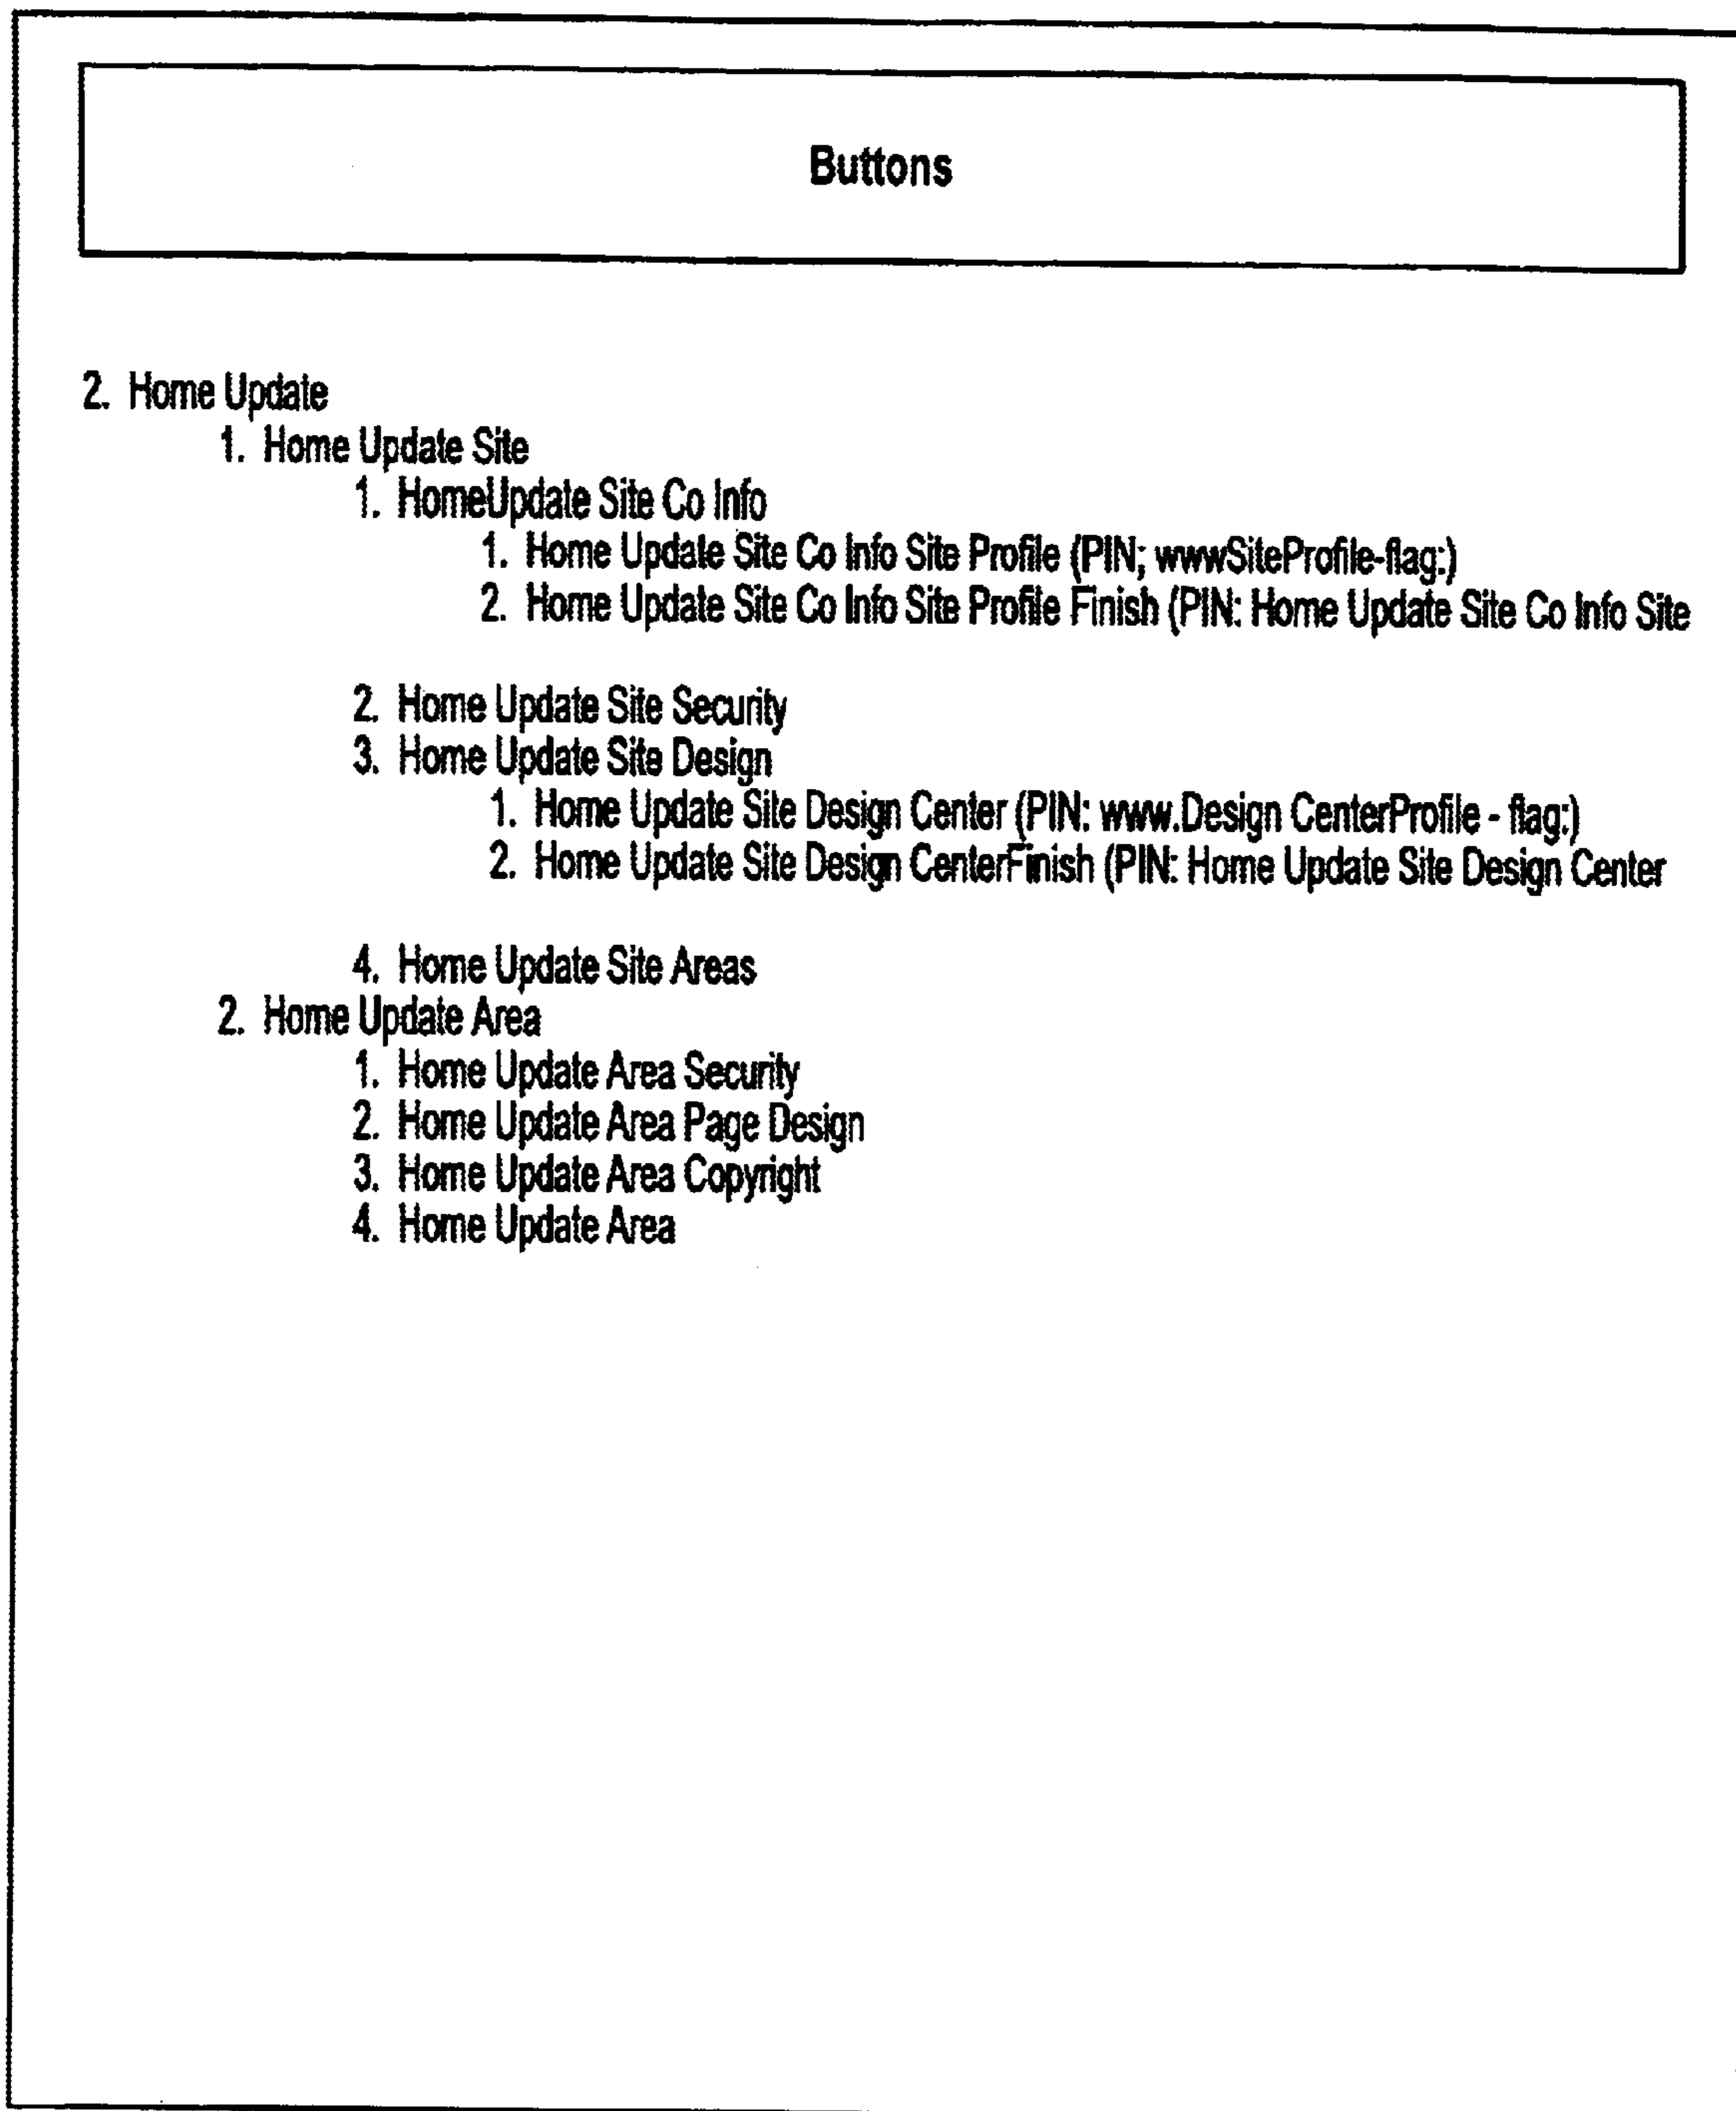 Buttons
2. Home Update
1. Home Update Site
1. HomeUpdate Site Co Info
1. Home Update Site Co Info Site Profile (PIN; wwwSiteProfile-flag:)
2. Home Update Site Co Info Site Profile Finish (PIN: Home Update Site Co Info Site
2. Home Update Site Security
3. Home Update Site Design
1. Home Update Site Design Center (PIN: www.Design CenterProfile - flag:)
2. Home Update Site Design CenterFinish (PIN: Home Update Site Design Center
4. Home Update Site Areas
2. Home Update Area
1. Home Update Area Security
2. Home Update Area Page Design
3. Home Update Area Copyright
4. Home Update Area